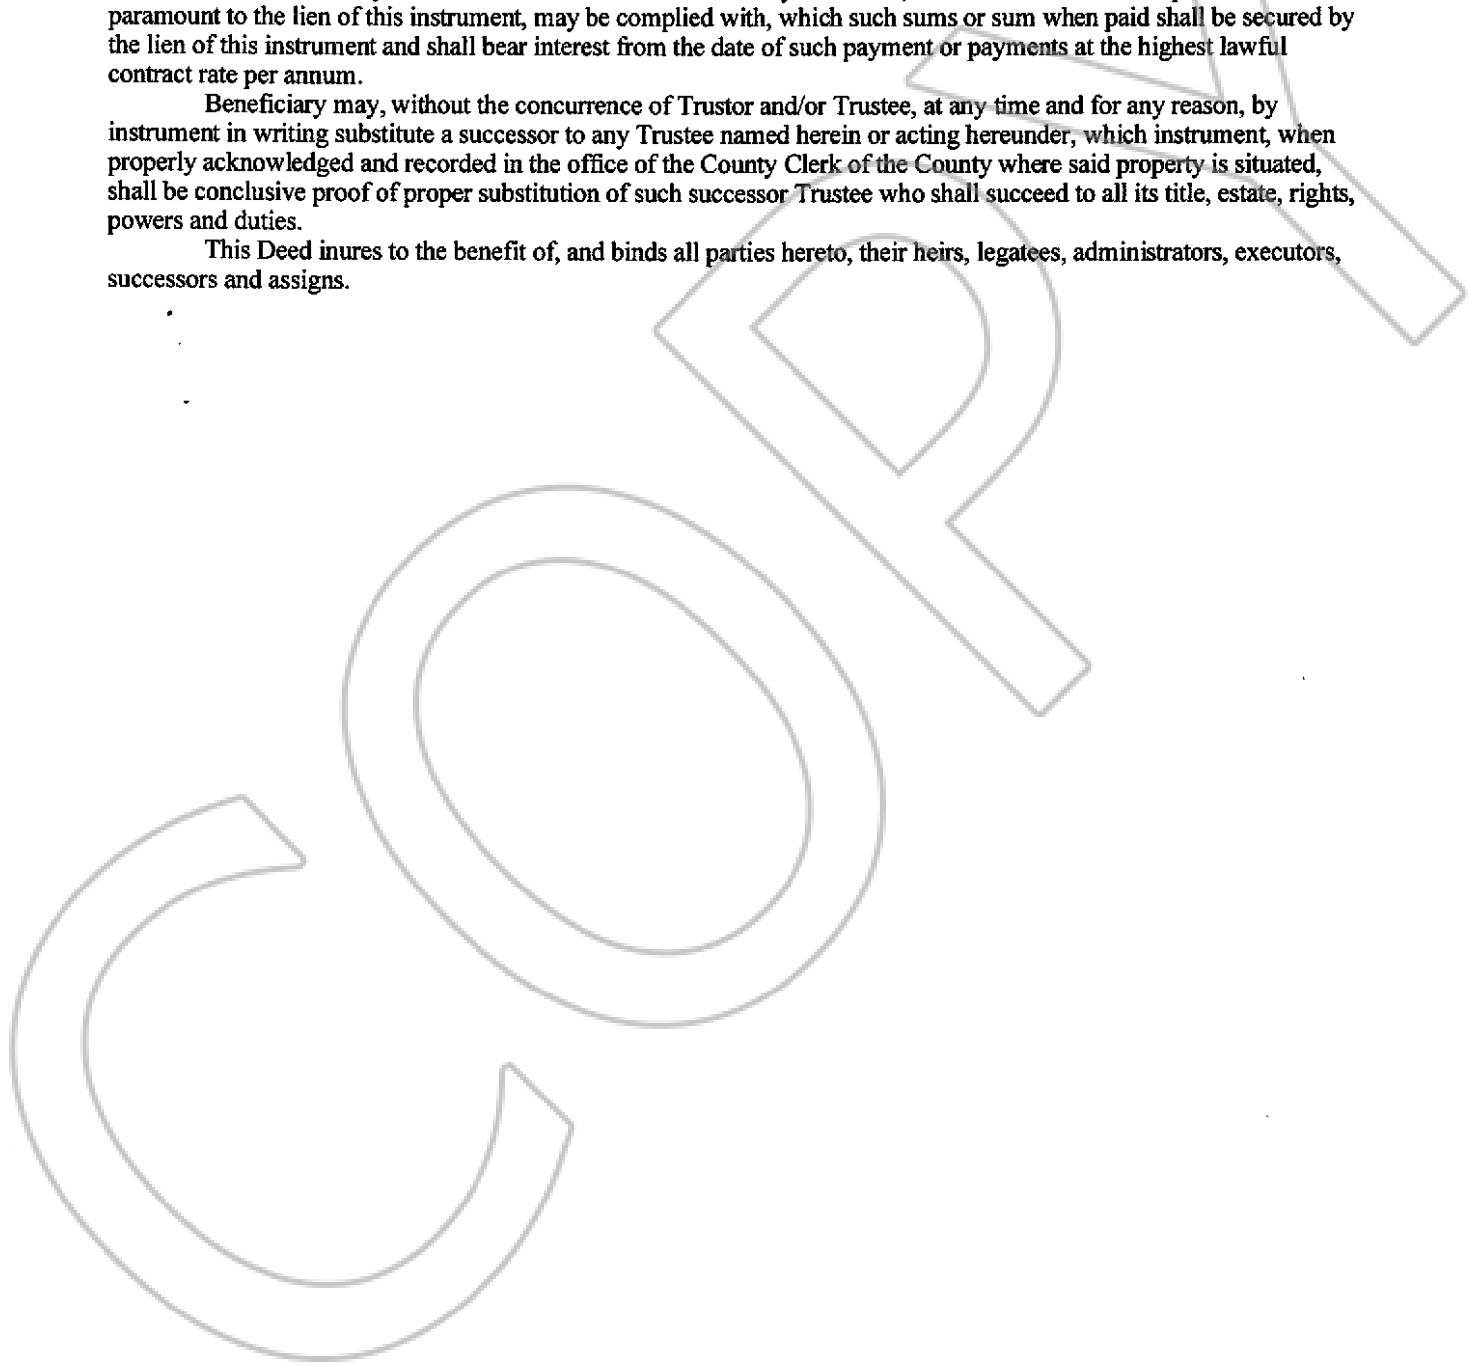 paramount to the lien of this instrument, may be complied with, which such sums or sum when paid shall be secured by
the lien of this instrument and shall bear interest from the date of such payment or payments at the highest lawful
contract rate per annum.
Beneficiary may, without the concurrence of Trustor and/or Trustee, at any time and for any reason, by
instrument in writing substitute a successor to any Trustee named herein or acting hereunder, which instrument, when
properly acknowledged and recorded in the office of the County Clerk of the County where said property is situated,
shall be conclusive proof of proper substitution of such successor Trustee who shall succeed to all its title, estate, rights,
powers and duties.
This Deed inures to the benefit of, and binds all parties hereto, their heirs, legatees, administrators, executors,
successors and assigns.
COPY